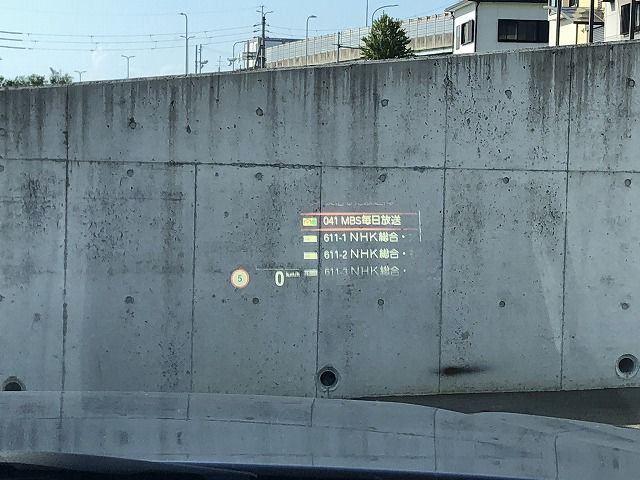 041 MBS毎日放送
611-1 NHK総合・
611-2 NHK総合・
611-3 NHK総合・
5
0 km/h